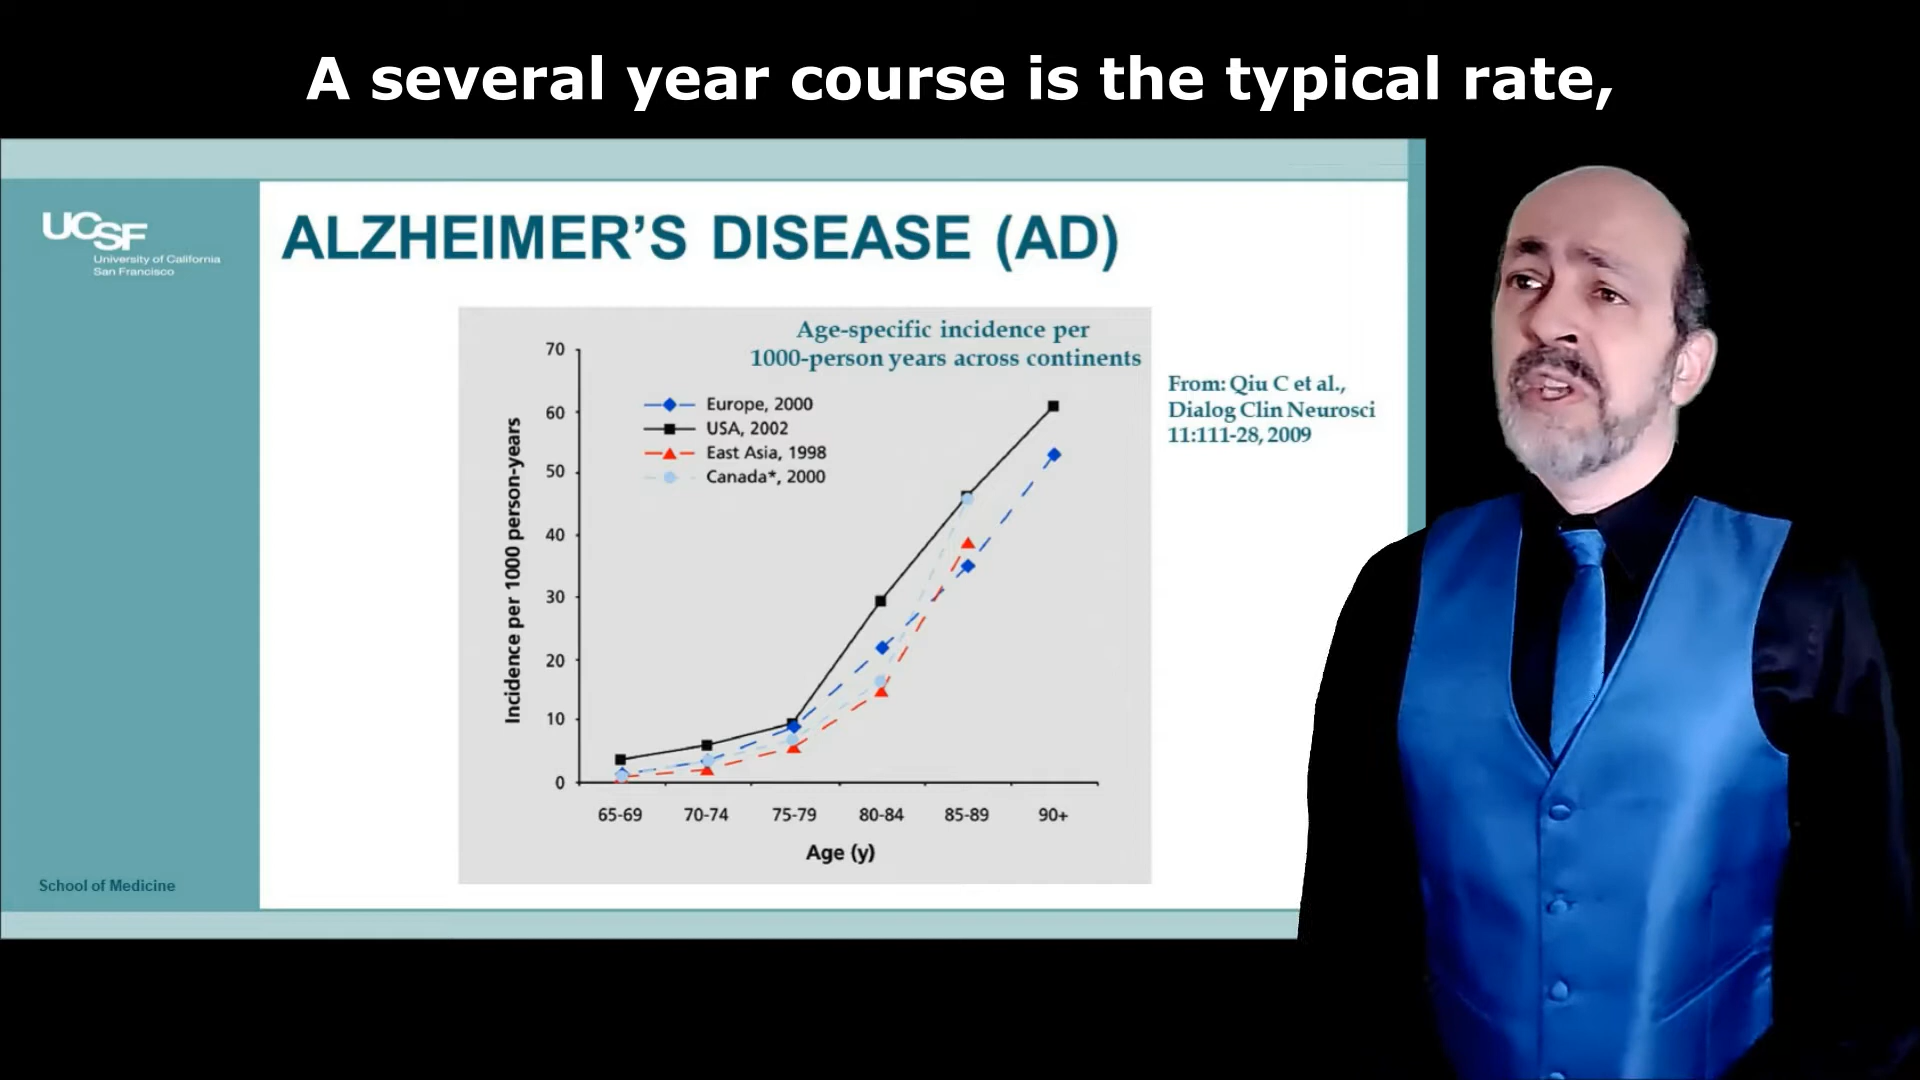 A several year course is the typical rate,
UCSF
University of California
San Francisco
ALZHEIMER’S DISEASE (AD)
Age-specific incidence per
1000-person years across continents
From: Qiu C et al.,
Dialog Clin Neurosci
11:111-28, 2009
Europe, 2000
USA, 2002
East Asia, 1998
Canada*, 2000
Incidence per 1000 person-years
70
60
50
40
30
20
10
0
65-69 70-74 75-79 80-84 85-89 90+
Age (y)
School of Medicine